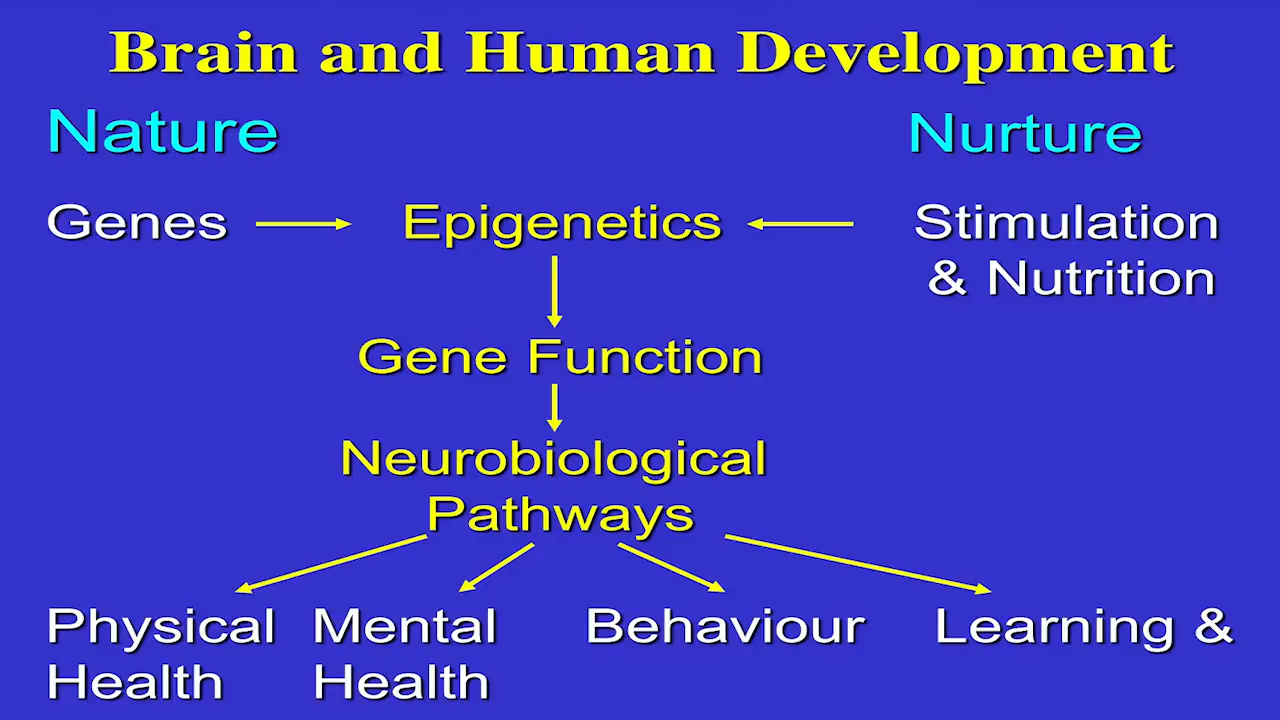 Brain and Human Development
Nature
Nurture
Genes
Epigenetics
Stimulation
& Nutrition
Gene Function
Neurobiological
Pathways
Physical
Health
Mental
Health
Behaviour
Learning &